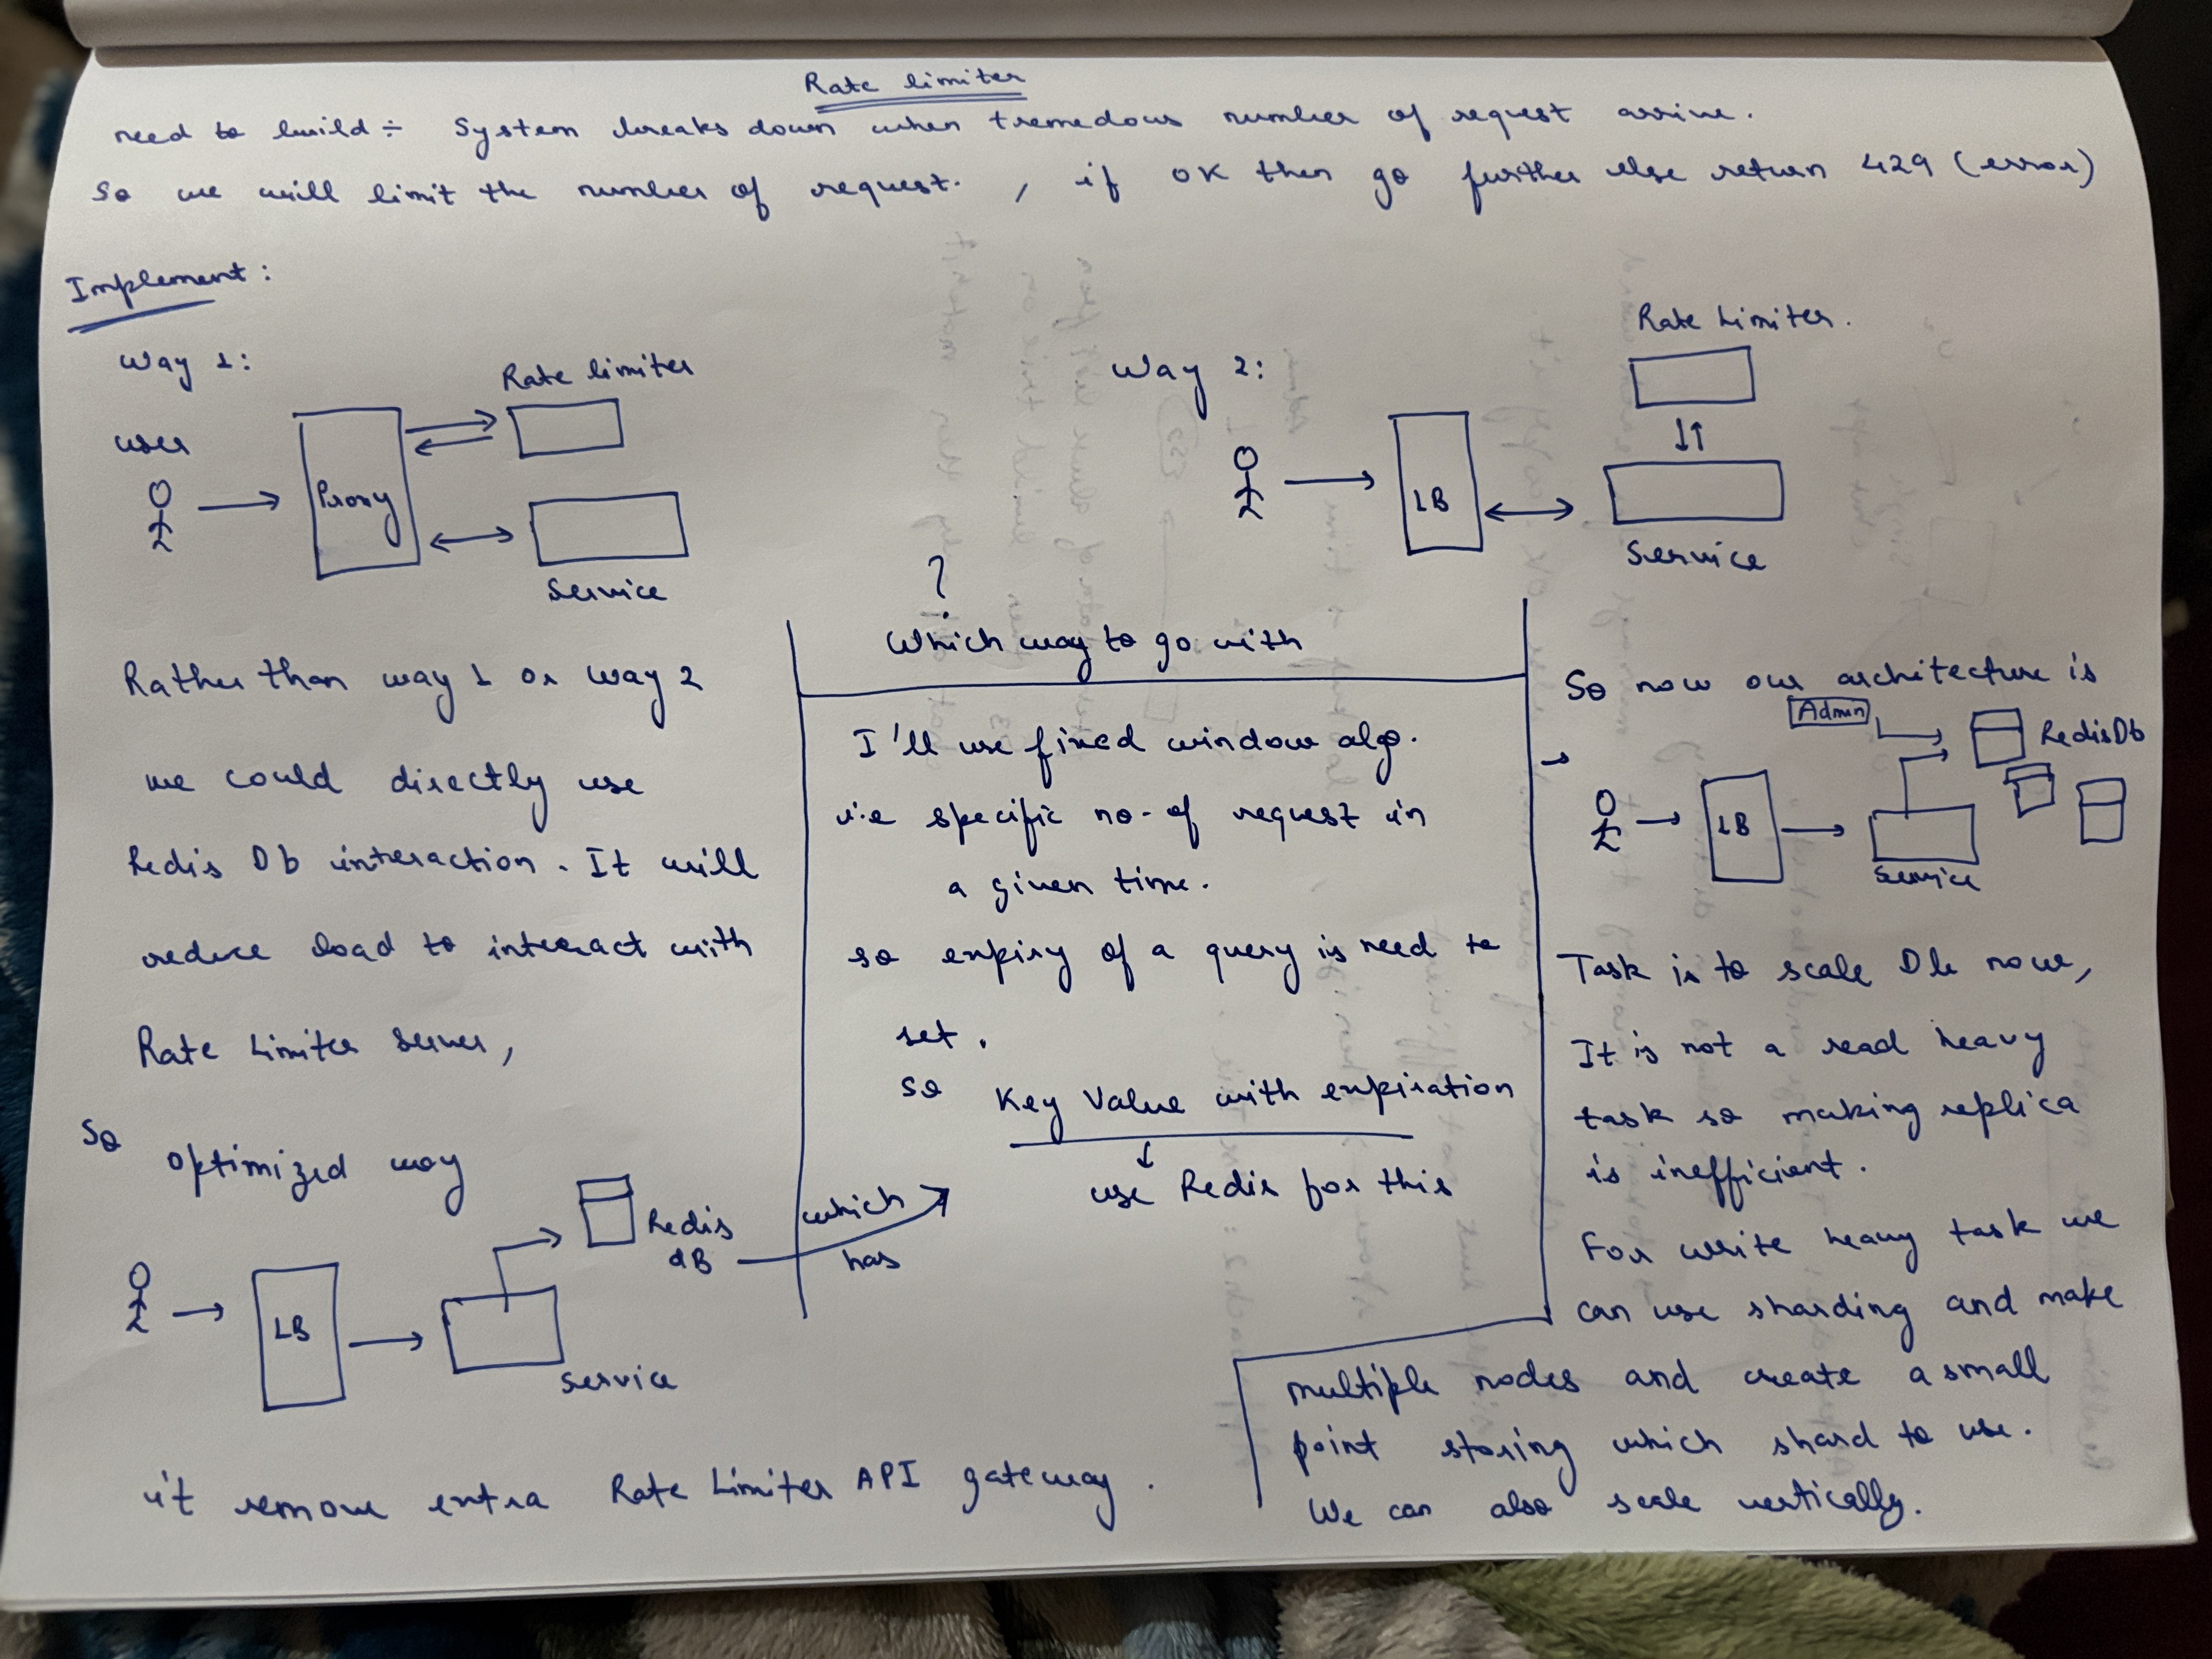 Rate limiter
need to build ÷ System breaks down when tremedous number of request arrive.
So we will limit the number of request. , if OK then go further else return 429 (error)
Implement:
Way 1:
Rate limiter
user
Proxy
Service
Way 2:
Rate Limiter.
LB
Service
Rather than way 1 or way 2
we could directly use
Redis Db interaction. It will
reduce load to interact with
Rate Limiter Server,
So optimized way
Redis
dB
LB
Service
which
has
it remove extra Rate Limiter API gateway.
?
Which way to go with
I'll use fixed window algo.
i.e specific no. of request in
a given time.
so expiry of a query is need to
set.
so Key Value with expiration
↓
use Redis for this
So now our architecture is
Admin
RedisDb
LB
Service
Task is to scale Db now,
It is not a read heavy
task so making replica
is inefficient.
For write heavy task we
can use sharding and make
multiple nodes and create a small
point storing which shard to use.
We can also scale vertically.